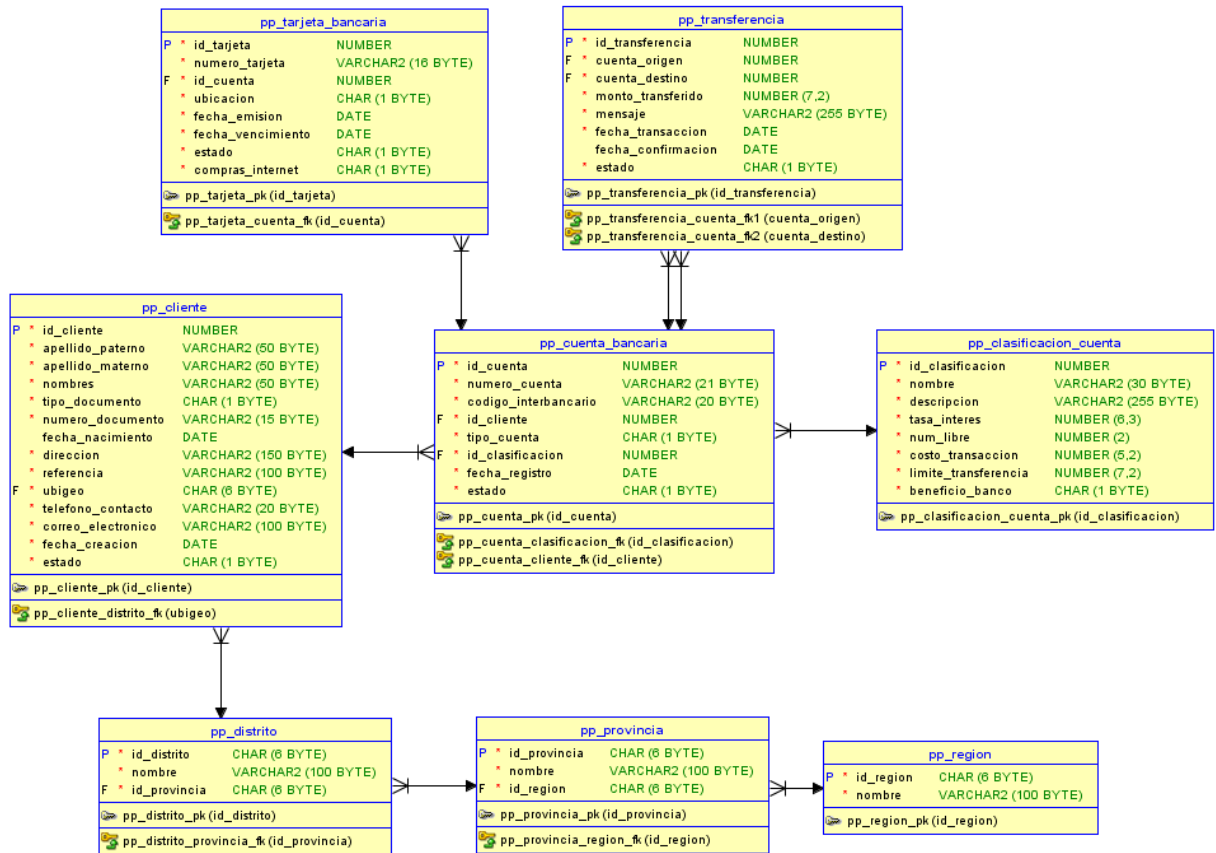 pp_tarjeta_bancaria
P * id_tarjeta NUMBER
* numero_tarjeta VARCHAR2 (16 BYTE)
F * id_cuenta NUMBER
* ubicacion CHAR (1 BYTE)
* fecha_emision DATE
* fecha_vencimiento DATE
* estado CHAR (1 BYTE)
* compras_internet CHAR (1 BYTE)
pp_tarjeta_pk (id_tarjeta)
pp_tarjeta_cuenta_fk (id_cuenta)
pp_transferencia
P * id_transferencia NUMBER
F * cuenta_origen NUMBER
F * cuenta_destino NUMBER
* monto_transferido NUMBER (7,2)
* mensaje VARCHAR2 (255 BYTE)
* fecha_transaccion DATE
fecha_confirmacion DATE
* estado CHAR (1 BYTE)
pp_transferencia_pk (id_transferencia)
pp_transferencia_cuenta_fk1 (cuenta_origen)
pp_transferencia_cuenta_fk2 (cuenta_destino)
pp_cliente
P * id_cliente NUMBER
* apellido_paterno VARCHAR2 (50 BYTE)
* apellido_materno VARCHAR2 (50 BYTE)
* nombres VARCHAR2 (50 BYTE)
* tipo_documento CHAR (1 BYTE)
* numero_documento VARCHAR2 (15 BYTE)
fecha_nacimiento DATE
* direccion VARCHAR2 (150 BYTE)
* referencia VARCHAR2 (100 BYTE)
F * ubigeo CHAR (6 BYTE)
* telefono_contacto VARCHAR2 (20 BYTE)
* correo_electronico VARCHAR2 (100 BYTE)
* fecha_creacion DATE
* estado CHAR (1 BYTE)
pp_cliente_pk (id_cliente)
pp_cliente_distrito_fk (ubigeo)
pp_cuenta_bancaria
P * id_cuenta NUMBER
* numero_cuenta VARCHAR2 (21 BYTE)
* codigo_interbancario VARCHAR2 (20 BYTE)
F * id_cliente NUMBER
* tipo_cuenta CHAR (1 BYTE)
F * id_clasificacion NUMBER
* fecha_registro DATE
* estado CHAR (1 BYTE)
pp_cuenta_pk (id_cuenta)
pp_cuenta_clasificacion_fk (id_clasificacion)
pp_cuenta_cliente_fk (id_cliente)
pp_clasificacion_cuenta
P * id_clasificacion NUMBER
* nombre VARCHAR2 (30 BYTE)
* descripcion VARCHAR2 (255 BYTE)
* tasa_interes NUMBER (6,3)
* num_libre NUMBER (2)
* costo_transaccion NUMBER (5,2)
* limite_transferencia NUMBER (7,2)
* beneficio_banco CHAR (1 BYTE)
pp_clasificacion_cuenta_pk (id_clasificacion)
pp_distrito
P * id_distrito CHAR (6 BYTE)
* nombre VARCHAR2 (100 BYTE)
F * id_provincia CHAR (6 BYTE)
pp_distrito_pk (id_distrito)
pp_distrito_provincia_fk (id_provincia)
pp_provincia
P * id_provincia CHAR (6 BYTE)
* nombre VARCHAR2 (100 BYTE)
F * id_region CHAR (6 BYTE)
pp_provincia_pk (id_provincia)
pp_provincia_region_fk (id_region)
pp_region
P * id_region CHAR (6 BYTE)
* nombre VARCHAR2 (100 BYTE)
pp_region_pk (id_region)